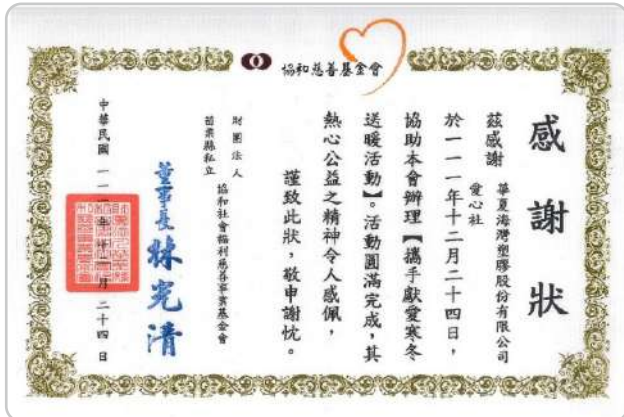 協和慈善基金會
感謝狀
茲感謝 華夏海灣塑膠股份有限公司
愛心社
於一一一年十二月二十四日，
協助本會辦理【攜手獻愛寒冬
送暖活動】。活動圓滿完成，其
熱心公益之精神令人感佩，
謹致此狀，敬申謝忱。
財團法人
苗栗縣私立
協和社會福利慈善事業基金會
董事長 林光清
中華民國一一一年十二月二十四日